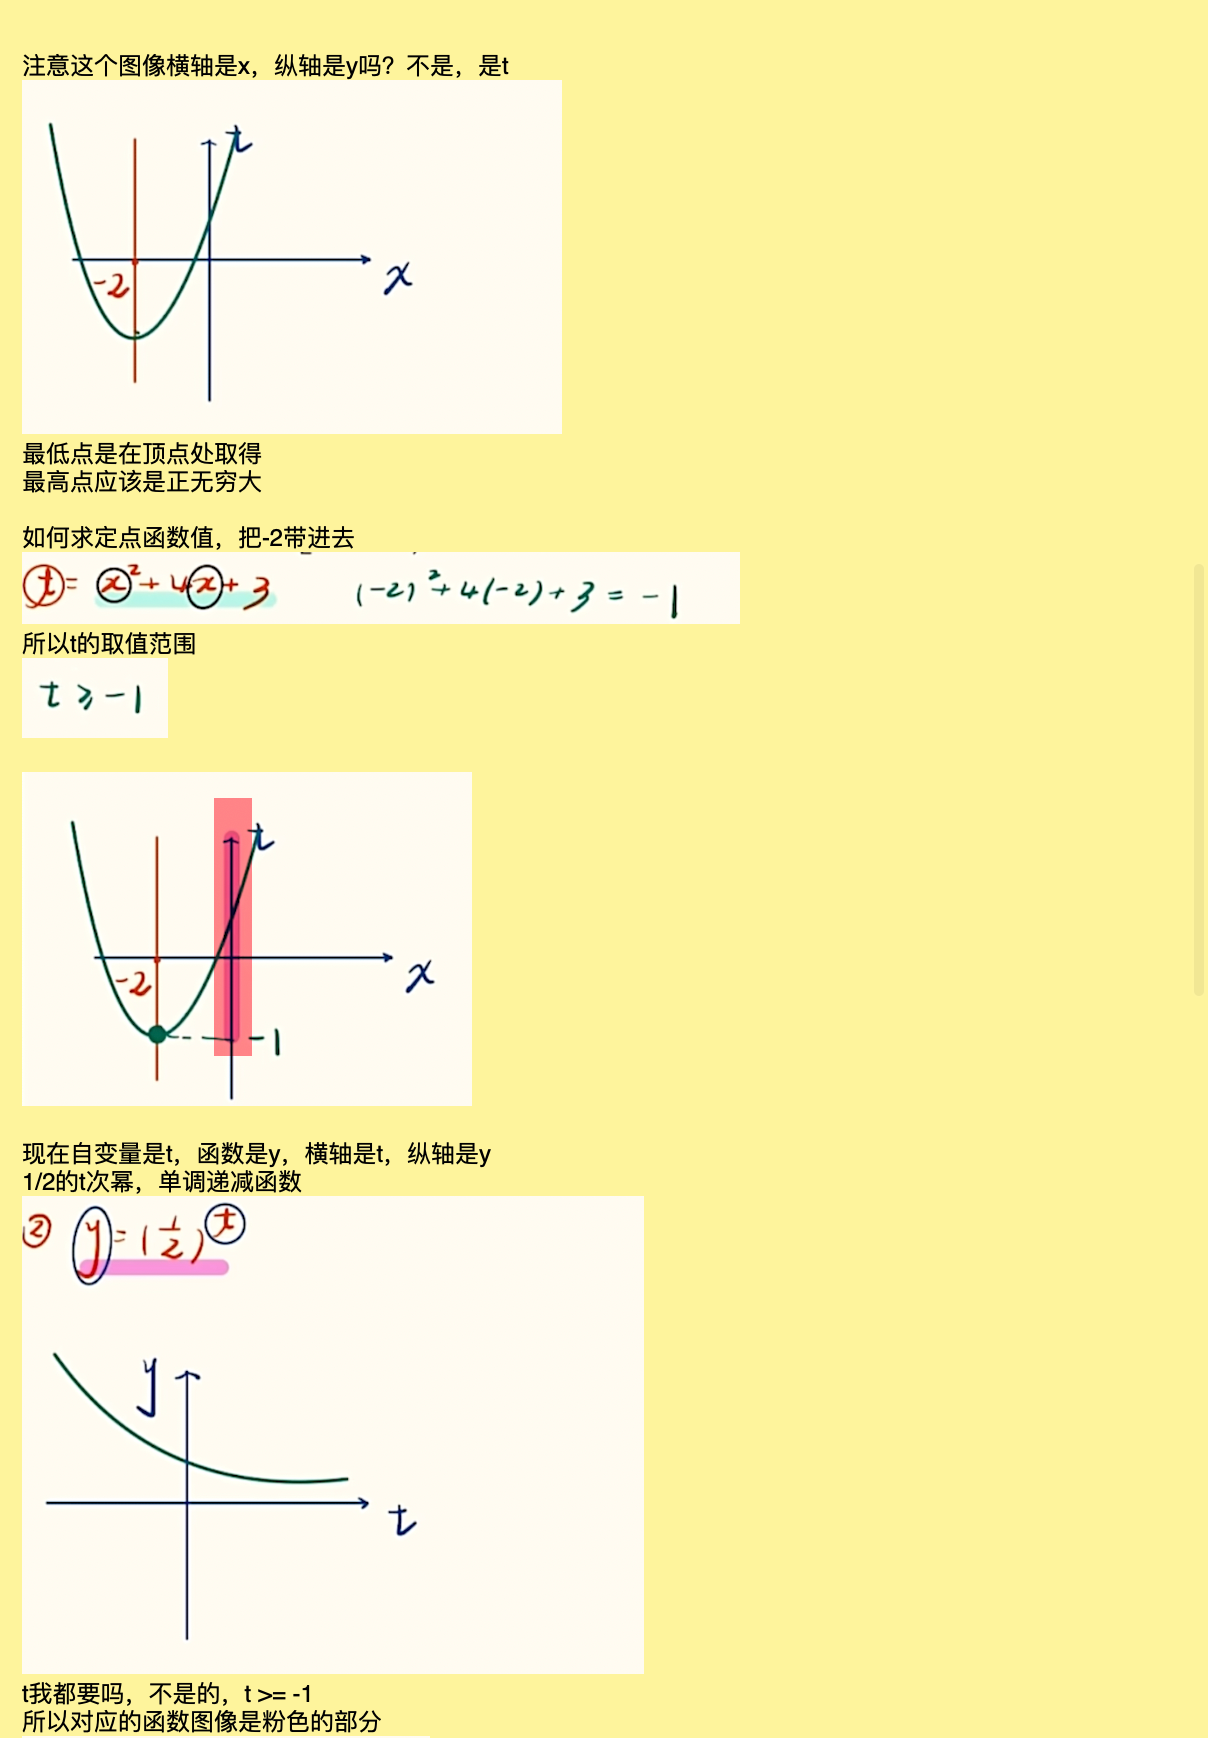 注意这个图像横轴是x，纵轴是y吗？不是，是t
t
-2
x
最低点是在顶点处取得
最高点应该是正无穷大
如何求定点函数值，把-2带进去
t = x²+4x+3 (-2)²+4(-2)+3 = -1
所以t的取值范围
t ⩾ -1
t
-2
x
-1
现在自变量是t，函数是y，横轴是t，纵轴是y
1/2的t次幂，单调递减函数
② y = (1/2)^t
y
t
t我都要吗，不是的，t >= -1
所以对应的函数图像是粉色的部分